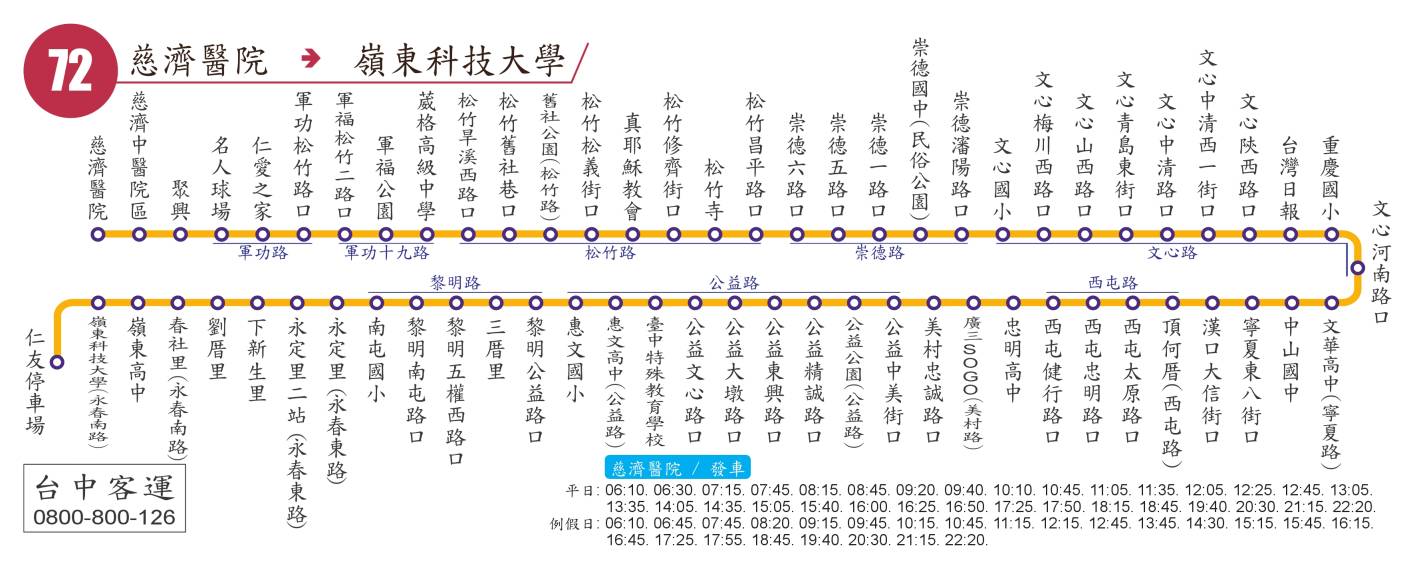 72
慈濟醫院 → 嶺東科技大學
慈濟醫院
慈濟中醫院區
聚興
名人球場
仁愛之家
軍功松竹路口
軍福松竹二路口
軍福公園
葳格高級中學
松竹旱溪西路口
松竹舊社巷口
舊社公園(松竹路)
松竹松義街口
真耶穌教會
松竹修齊街口
松竹寺
松竹昌平路口
崇德六路口
崇德五路口
崇德一路口
崇德國中(民俗公園)
崇德瀋陽路口
文心國小
文心梅川西路口
文心山西路口
文心青島東街口
文心中清路口
文心中清西一街口
文心陝西路口
台灣日報
重慶國小
文心河南路口
軍功路
軍功十九路
松竹路
崇德路
文心路
黎明路
公益路
西屯路
仁友停車場
嶺東科技大學(永春南路)
嶺東高中
春社里(永春南路)
劉厝里
下新生里
永定里二站(永春東路)
永定里(永春東路)
南屯國小
黎明南屯路口
黎明五權西路口
三厝里
黎明公益路口
惠文國小
惠文高中(公益路)
臺中特殊教育學校
公益文心路口
公益大墩路口
公益東興路口
公益精誠路口
公益公園(公益路)
公益中美街口
美村忠誠路口
廣三SOGO(美村路)
忠明高中
西屯健行路口
西屯忠明路口
西屯太原路口
頂何厝(西屯路)
漢口大信街口
寧夏東八街口
中山國中
文華高中(寧夏路)
台中客運
0800-800-126
慈濟醫院 / 發車
平日: 06:10. 06:30. 07:15. 07:45. 08:15. 08:45. 09:20. 09:40. 10:10. 10:45. 11:05. 11:35. 12:05. 12:25. 12:45. 13:05.
13:35. 14:05. 14:35. 15:05. 15:40. 16:00. 16:25. 16:50. 17:25. 17:50. 18:15. 18:45. 19:40. 20:30. 21:15. 22:20.
例假日: 06:10. 06:45. 07:45. 08:20. 09:15. 09:45. 10:15. 10:45. 11:15. 12:15. 12:45. 13:45. 14:30. 15:15. 15:45. 16:15.
16:45. 17:25. 17:55. 18:45. 19:40. 20:30. 21:15. 22:20.